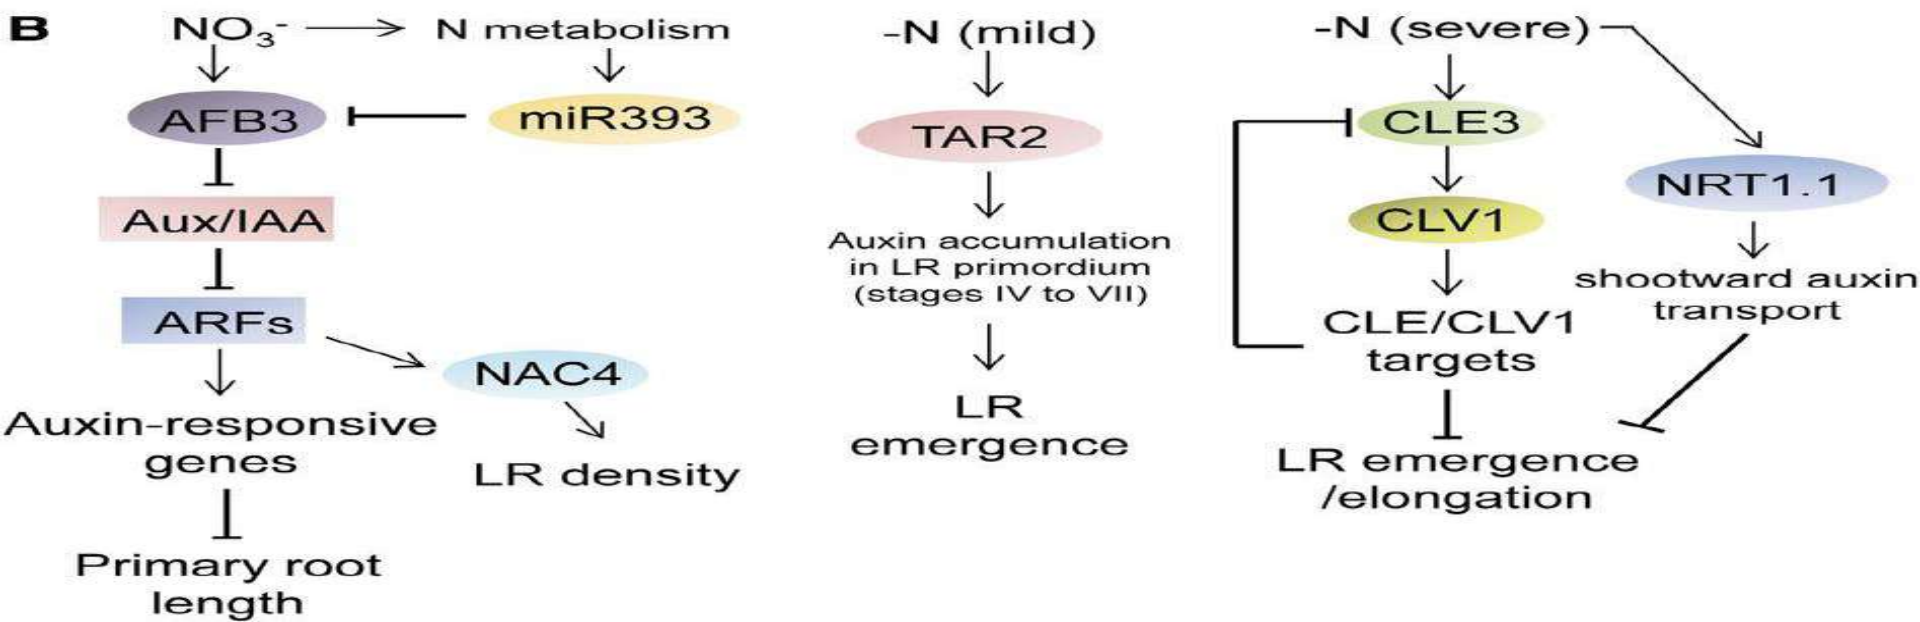 B
NO3- N metabolism
AFB3 miR393
Aux/IAA
ARFs
NAC4
Auxin-responsive
genes
LR density
Primary root
length
-N (mild)
TAR2
Auxin accumulation
in LR primordium
(stages IV to VII)
LR
emergence
-N (severe)
CLE3
NRT1.1
CLV1
shootward auxin
transport
CLE/CLV1
targets
LR emergence
/elongation